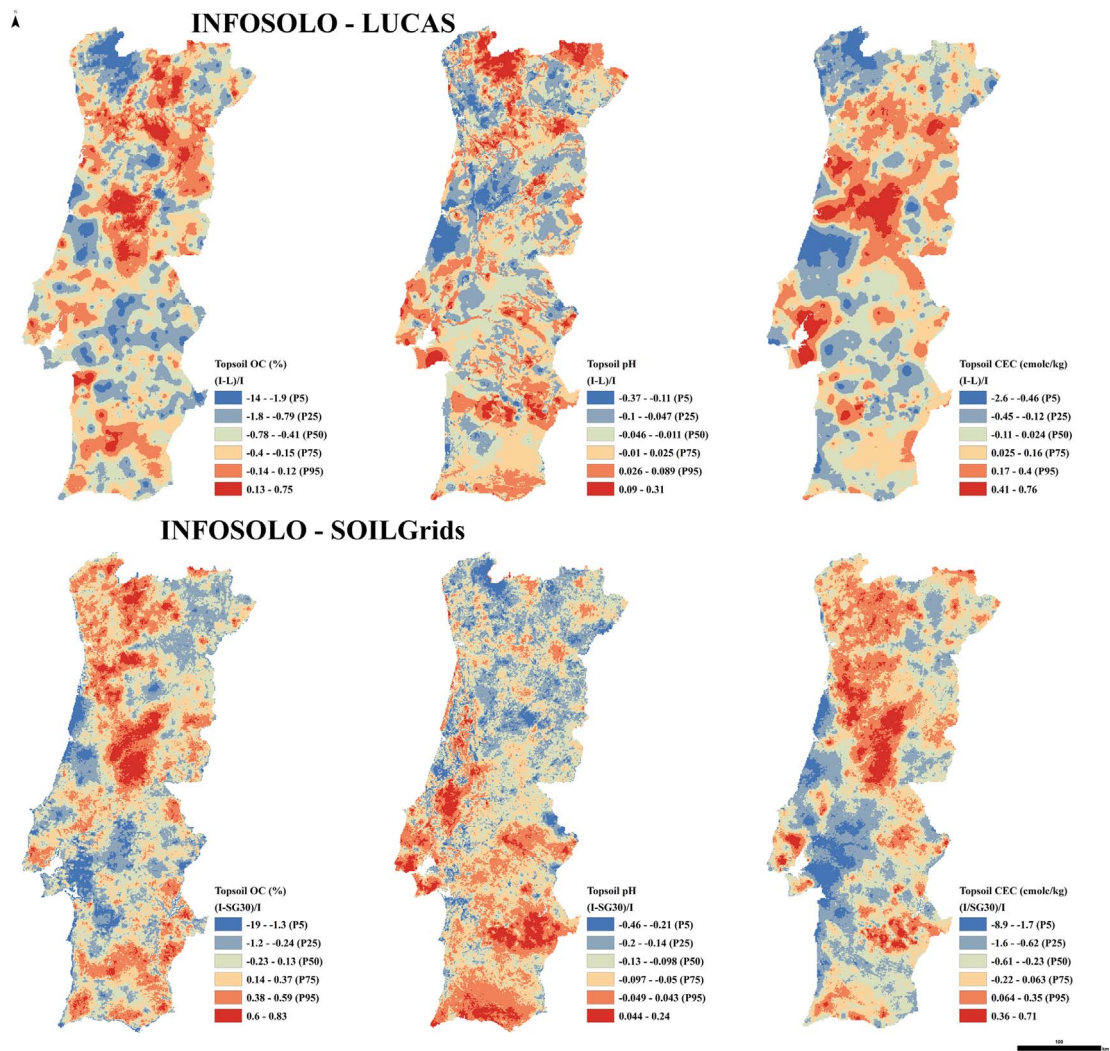 N
INFOSOLO - LUCAS
Topsoil OC (%)
(I-L)/I
-14 - -1.9 (P5)
-1.8 - -0.79 (P25)
-0.78 - -0.41 (P50)
-0.4 - -0.15 (P75)
-0.14 - 0.12 (P95)
0.13 - 0.75
Topsoil pH
(I-L)/I
-0.37 - -0.11 (P5)
-0.1 - -0.047 (P25)
-0.046 - -0.011 (P50)
-0.01 - 0.025 (P75)
0.026 - 0.089 (P95)
0.09 - 0.31
Topsoil CEC (cmolc/kg)
(I-L)/I
-2.6 - -0.46 (P5)
-0.45 - -0.12 (P25)
-0.11 - 0.024 (P50)
0.025 - 0.16 (P75)
0.17 - 0.4 (P95)
0.41 - 0.76
INFOSOLO - SOILGrids
Topsoil OC (%)
(I-SG30)/I
-19 - -1.3 (P5)
-1.2 - -0.24 (P25)
-0.23 - 0.13 (P50)
0.14 - 0.37 (P75)
0.38 - 0.59 (P95)
0.6 - 0.83
Topsoil pH
(I-SG30)/I
-0.46 - -0.21 (P5)
-0.2 - -0.14 (P25)
-0.13 - -0.098 (P50)
-0.097 - -0.05 (P75)
-0.049 - 0.043 (P95)
0.044 - 0.24
Topsoil CEC (cmolc/kg)
(I/SG30)/I
-8.9 - -1.7 (P5)
-1.6 - -0.62 (P25)
-0.61 - -0.23 (P50)
-0.22 - 0.063 (P75)
0.064 - 0.35 (P95)
0.36 - 0.71
100
km